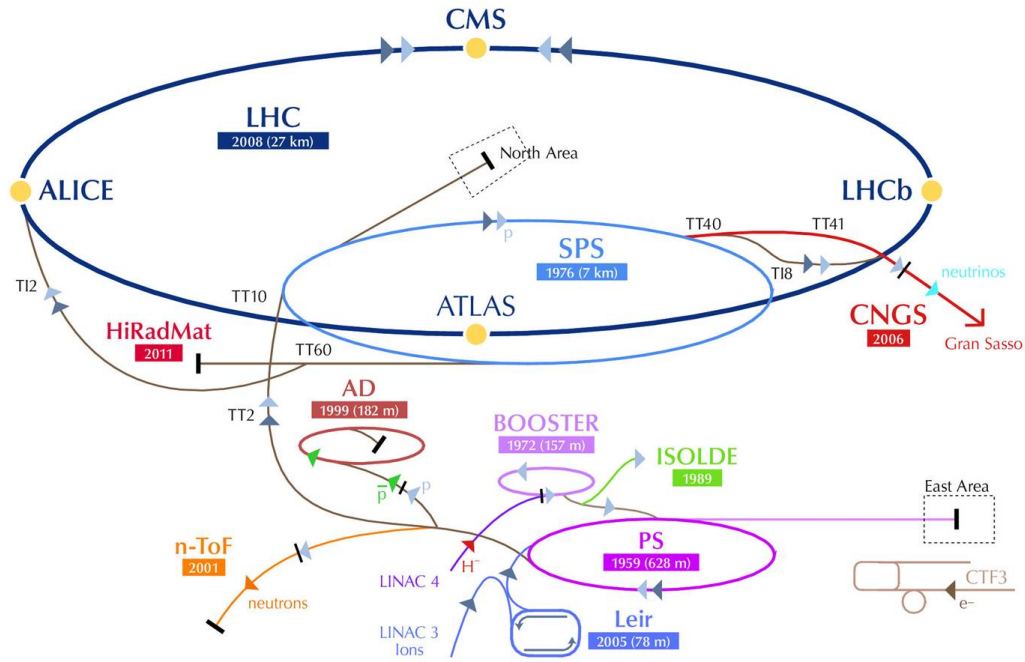 CMS
LHC
2008 (27 km)
North Area
ALICE
LHCb
TT40
TT41
p
SPS
1976 (7 km)
TI8
neutrinos
TI2
TT10
ATLAS
CNGS
2006
Gran Sasso
HiRadMat
2011
TT60
AD
1999 (182 m)
TT2
BOOSTER
1972 (157 m)
ISOLDE
1989
p̅
p
East Area
n-ToF
2001
PS
1959 (628 m)
H⁻
LINAC 4
neutrons
CTF3
e–
LINAC 3
Ions
Leir
2005 (78 m)